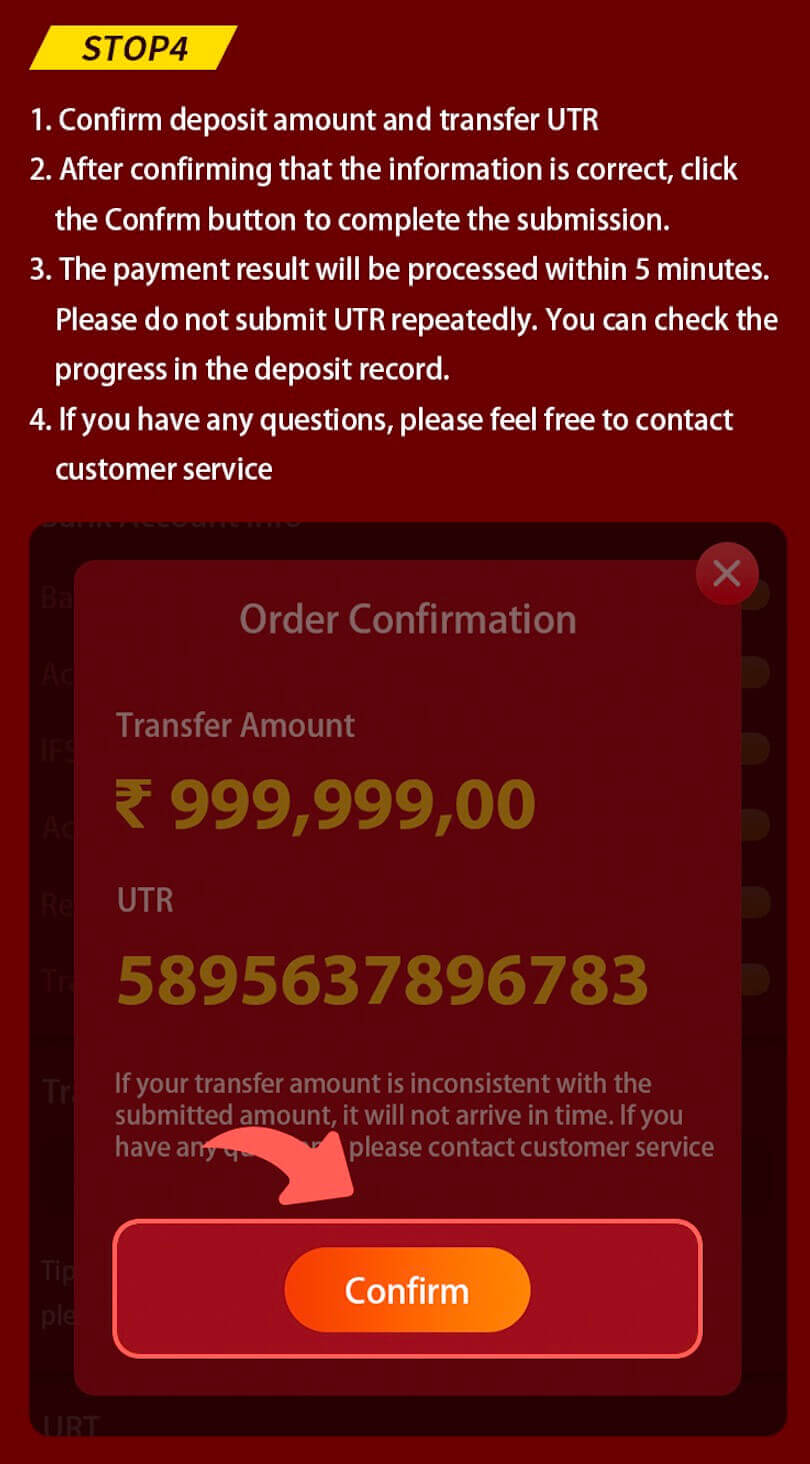 STOP4
1. Confirm deposit amount and transfer UTR
2. After confirming that the information is correct, click
the Confrm button to complete the submission.
3. The payment result will be processed within 5 minutes.
Please do not submit UTR repeatedly. You can check the
progress in the deposit record.
4. If you have any questions, please feel free to contact
customer service
Order Confirmation
Transfer Amount
₹ 999,999,00
UTR
5895637896783
If your transfer amount is inconsistent with the
submitted amount, it will not arrive in time. If you
have any please contact customer service
Confirm
URT